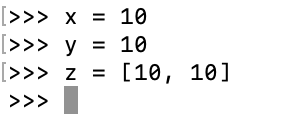 [>>> x = 10
[>>> y = 10
[>>> z = [10, 10]
>>>